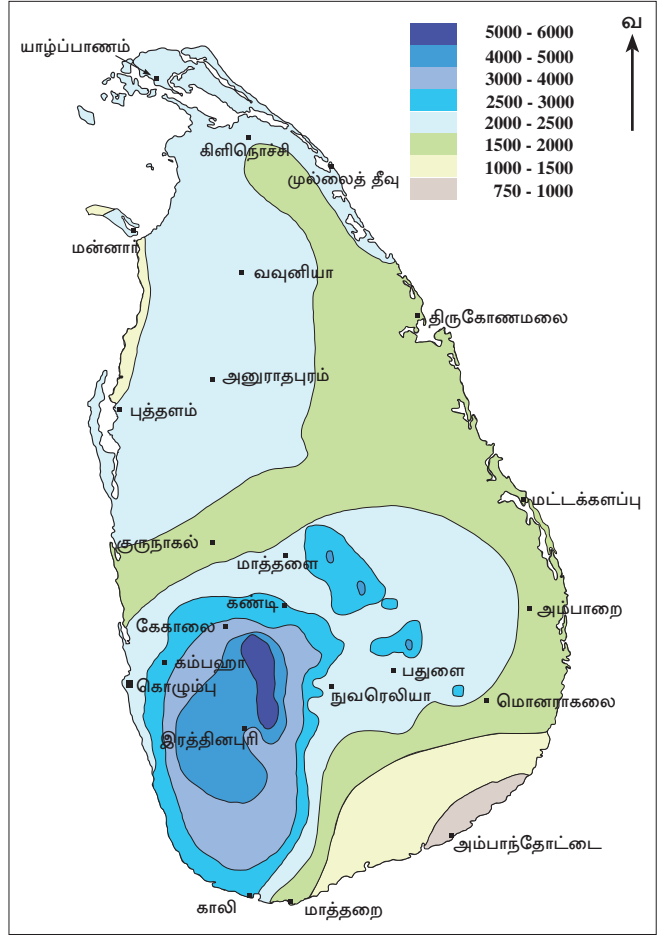 யாழ்ப்பாணம்
5000 - 6000
4000 - 5000
3000 - 4000
2500 - 3000
2000 - 2500
1500 - 2000
1000 - 1500
750 - 1000
வ
கிளிநொச்சி
முல்லைத் தீவு
மன்னார்
வவுனியா
திருகோணமலை
அனுராதபுரம்
புத்தளம்
மட்டக்களப்பு
குருநாகல்
மாத்தளை
கண்டி
அம்பாறை
கேகாலை
கம்பஹா
பதுளை
கொழும்பு
நுவரெலியா
மொனராகலை
இரத்தினபுரி
அம்பாந்தோட்டை
காலி
மாத்தறை